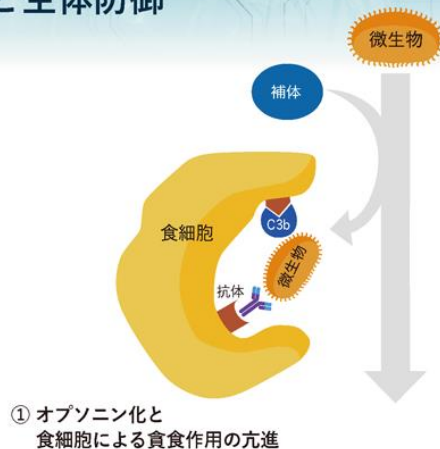 と生体防御
微生物
補体
C3b
食細胞
微生物
抗体
① オプソニン化と
食細胞による貪食作用の亢進